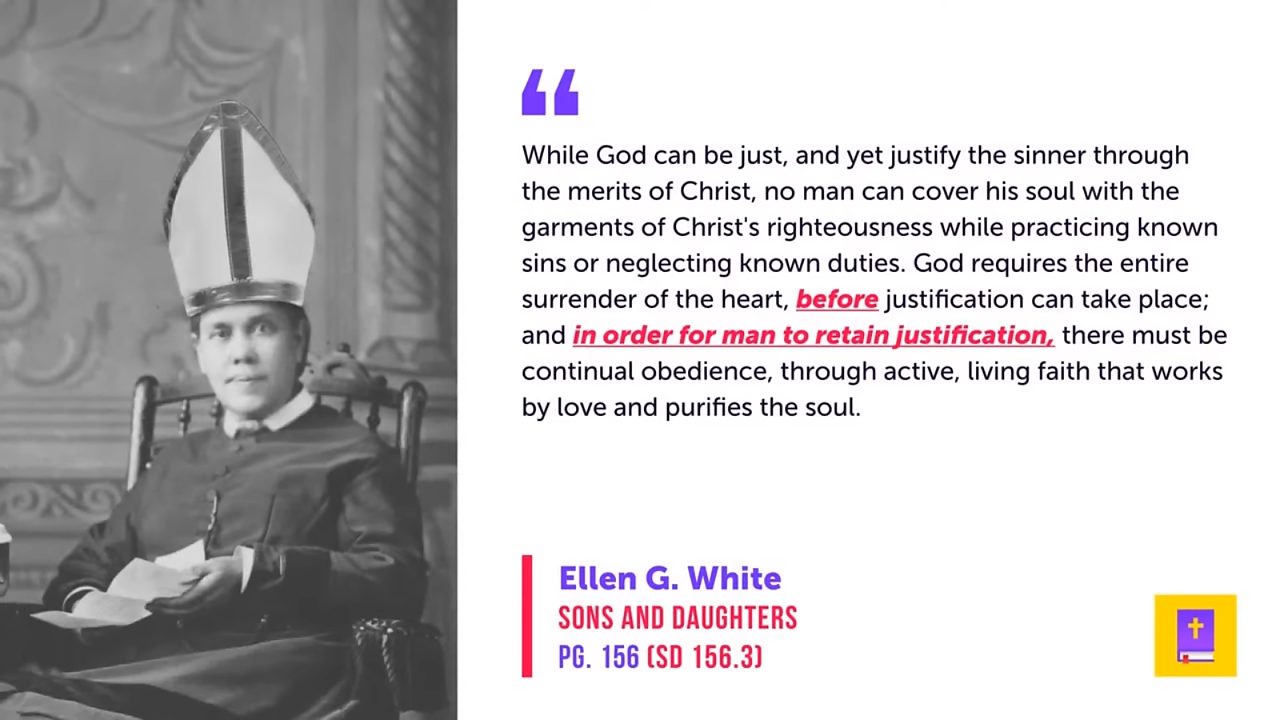 While God can be just, and yet justify the sinner through
the merits of Christ, no man can cover his soul with the
garments of Christ's righteousness while practicing known
sins or neglecting known duties. God requires the entire
surrender of the heart, before justification can take place;
and in order for man to retain justification, there must be
continual obedience, through active, living faith that works
by love and purifies the soul.
Ellen G. White
SONS AND DAUGHTERS
PG. 156 (SD 156.3)